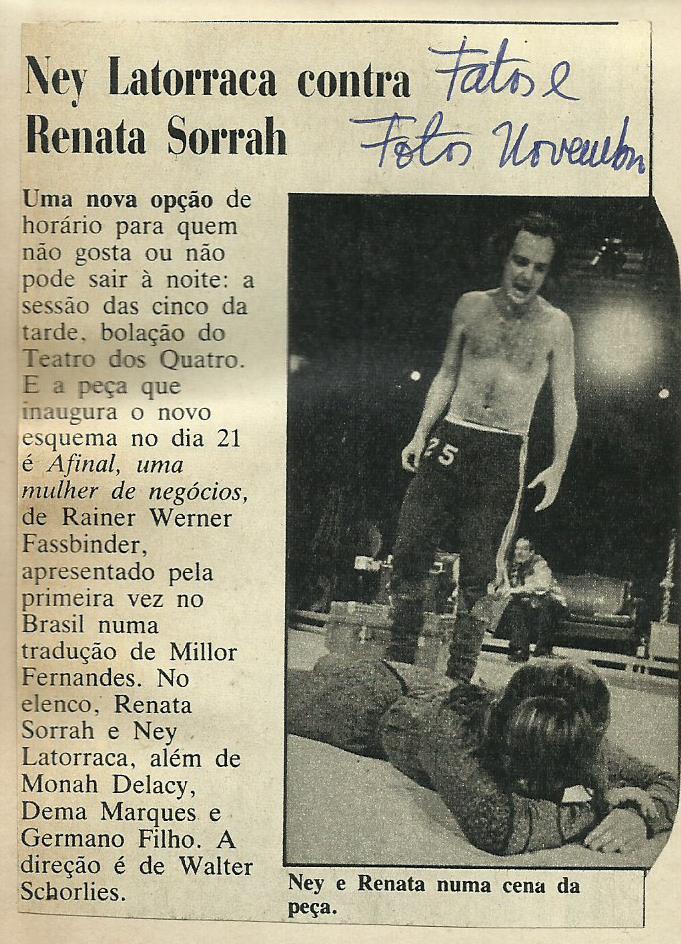 Ney Latorraca contra
Renata Sorrah
Fatos e
Fotos Novembro
Uma nova opção de
horário para quem
não gosta ou não
pode sair à noite: a
sessão das cinco da
tarde, bolação do
Teatro dos Quatro.
E a peça que
inaugura o novo
esquema no dia 21
é Afinal, uma
mulher de negócios,
de Rainer Werner
Fassbinder,
apresentado pela
primeira vez no
Brasil numa
tradução de Millor
Fernandes. No
elenco, Renata
Sorrah e Ney
Latorraca, além de
Monah Delacy,
Dema Marques e
Germano Filho. A
direção é de Walter
Schorlies.
25
Ney e Renata numa cena da
peça.